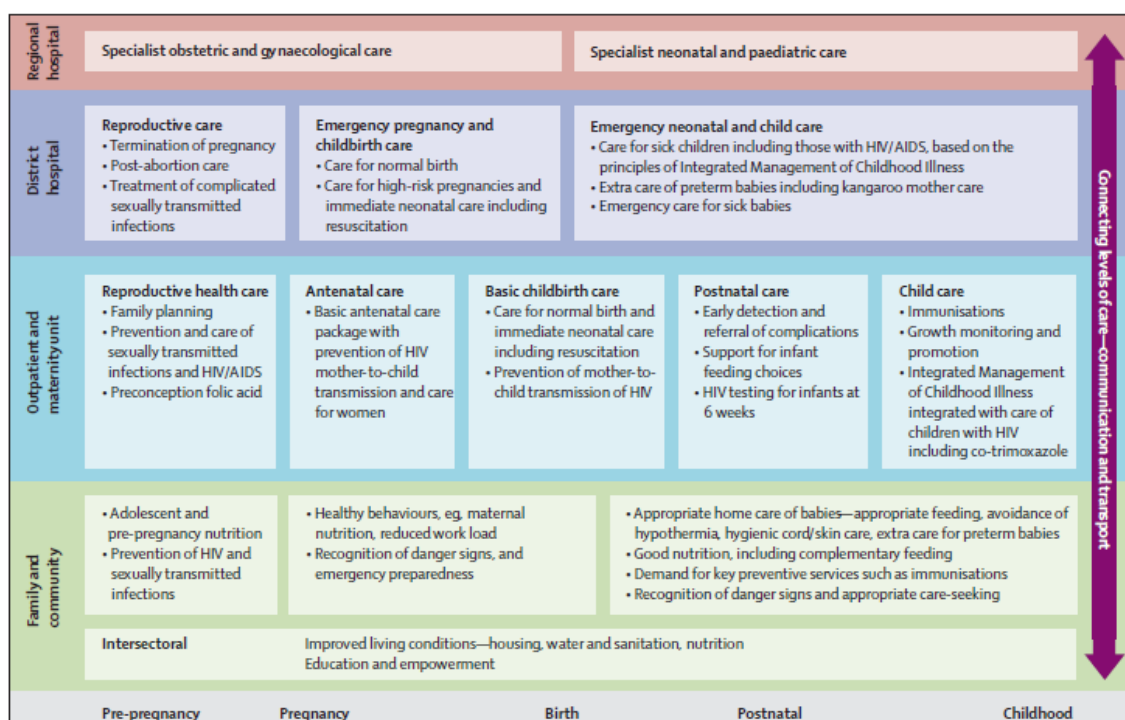 Regional
hospital
Specialist obstetric and gynaecological care
Specialist neonatal and paediatric care
District
hospital
Reproductive care
• Termination of pregnancy
• Post-abortion care
• Treatment of complicated
sexually transmitted
infections
Emergency pregnancy and
childbirth care
• Care for normal birth
• Care for high-risk pregnancies and
immediate neonatal care including
resuscitation
Emergency neonatal and child care
• Care for sick children including those with HIV/AIDS, based on the
principles of Integrated Management of Childhood Illness
• Extra care of preterm babies including kangaroo mother care
• Emergency care for sick babies
Outpatient and
maternity unit
Reproductive health care
• Family planning
• Prevention and care of
sexually transmitted
infections and HIV/AIDS
• Preconception folic acid
Antenatal care
• Basic antenatal care
package with
prevention of HIV
mother-to-child
transmission and care
for women
Basic childbirth care
• Care for normal birth and
immediate neonatal care
including resuscitation
• Prevention of mother-to-
child transmission of HIV
Postnatal care
• Early detection and
referral of complications
• Support for infant
feeding choices
• HIV testing for infants at
6 weeks
Child care
• Immunisations
• Growth monitoring and
promotion
• Integrated Management
of Childhood Illness
integrated with care of
children with HIV
including co-trimoxazole
Family and
community
• Adolescent and
pre-pregnancy nutrition
• Prevention of HIV and
sexually transmitted
infections
• Healthy behaviours, eg, maternal
nutrition, reduced work load
• Recognition of danger signs, and
emergency preparedness
• Appropriate home care of babies—appropriate feeding, avoidance of
hypothermia, hygienic cord/skin care, extra care for preterm babies
• Good nutrition, including complementary feeding
• Demand for key preventive services such as immunisations
• Recognition of danger signs and appropriate care-seeking
Intersectoral
Improved living conditions—housing, water and sanitation, nutrition
Education and empowerment
Connecting levels of care—communication and transport
Pre-pregnancy
Pregnancy
Birth
Postnatal
Childhood